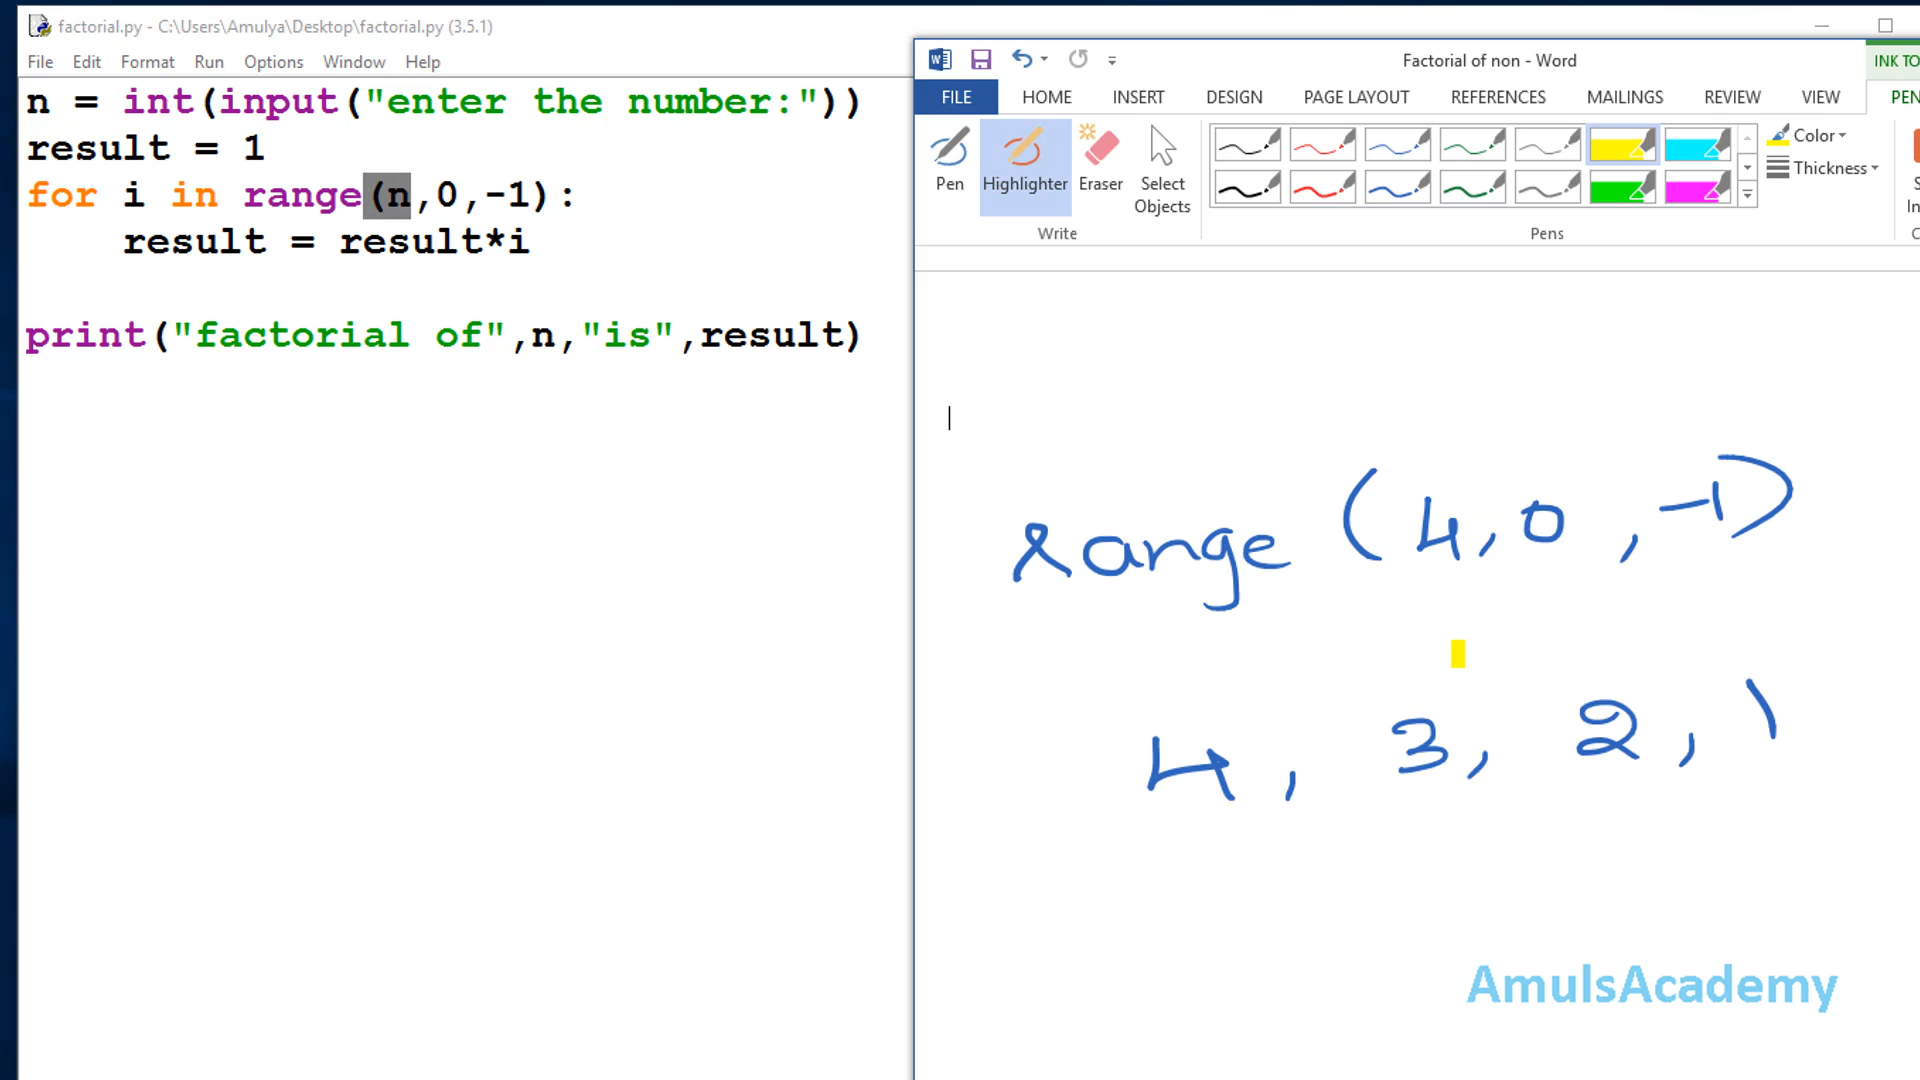 factorial.py - C:\Users\Amulya\Desktop\factorial.py (3.5.1)
File Edit Format Run Options Window Help
n = int(input("enter the number:"))
result = 1
for i in range(n,0,-1):
    result = result*i
print("factorial of",n,"is",result)
Factorial of non - Word
INK TO
FILE HOME INSERT DESIGN PAGE LAYOUT REFERENCES MAILINGS REVIEW VIEW PEN
Pen Highlighter Eraser Select Objects
Color
Thickness
Write
Pens
range (4, 0, -1)
4, 3, 2, 1
AmulsAcademy